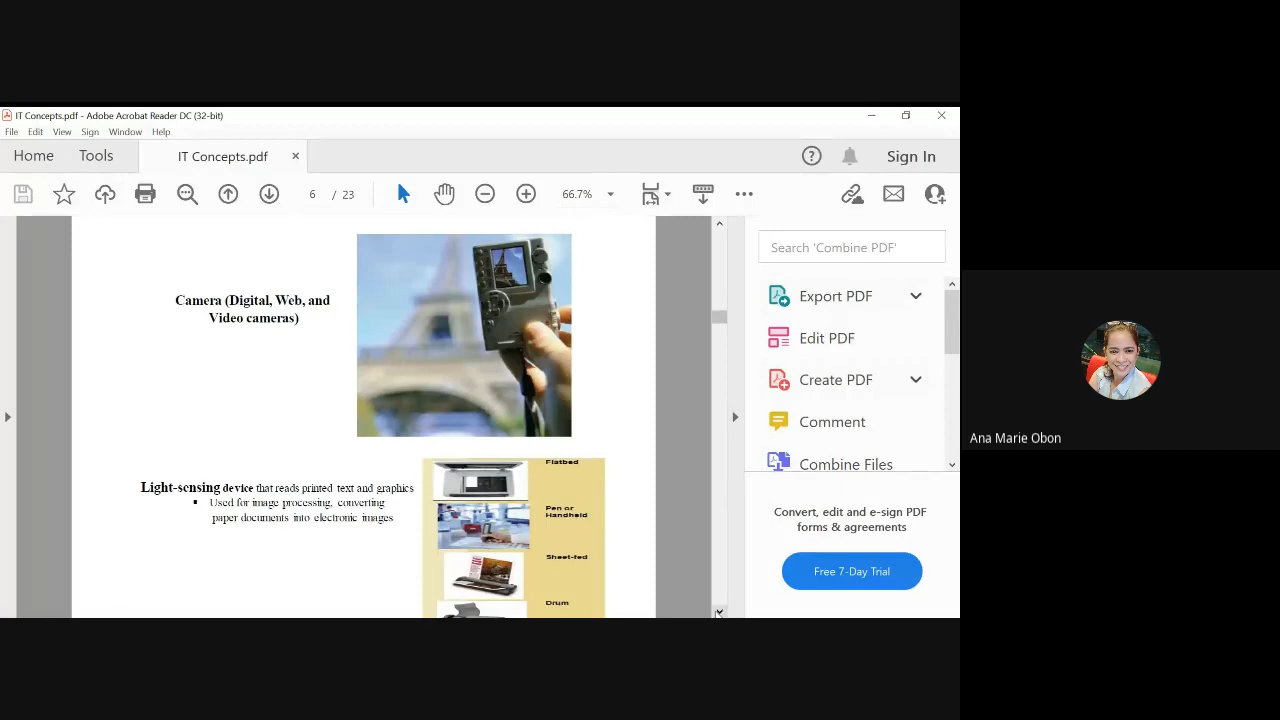 IT Concepts.pdf - Adobe Acrobat Reader DC (32-bit)
File Edit View Sign Window Help
Home Tools IT Concepts.pdf × Sign In
6 / 23 66.7%
Search 'Combine PDF'
Camera (Digital, Web, and
Video cameras)
Export PDF
Edit PDF
Create PDF
Comment
Combine Files
Light-sensing device that reads printed text and graphics
▪ Used for image processing, converting
paper documents into electronic images
Flatbed
Pen or
Handheld
Sheet-fed
Drum
Convert, edit and e-sign PDF
forms & agreements
Free 7-Day Trial
Ana Marie Obon